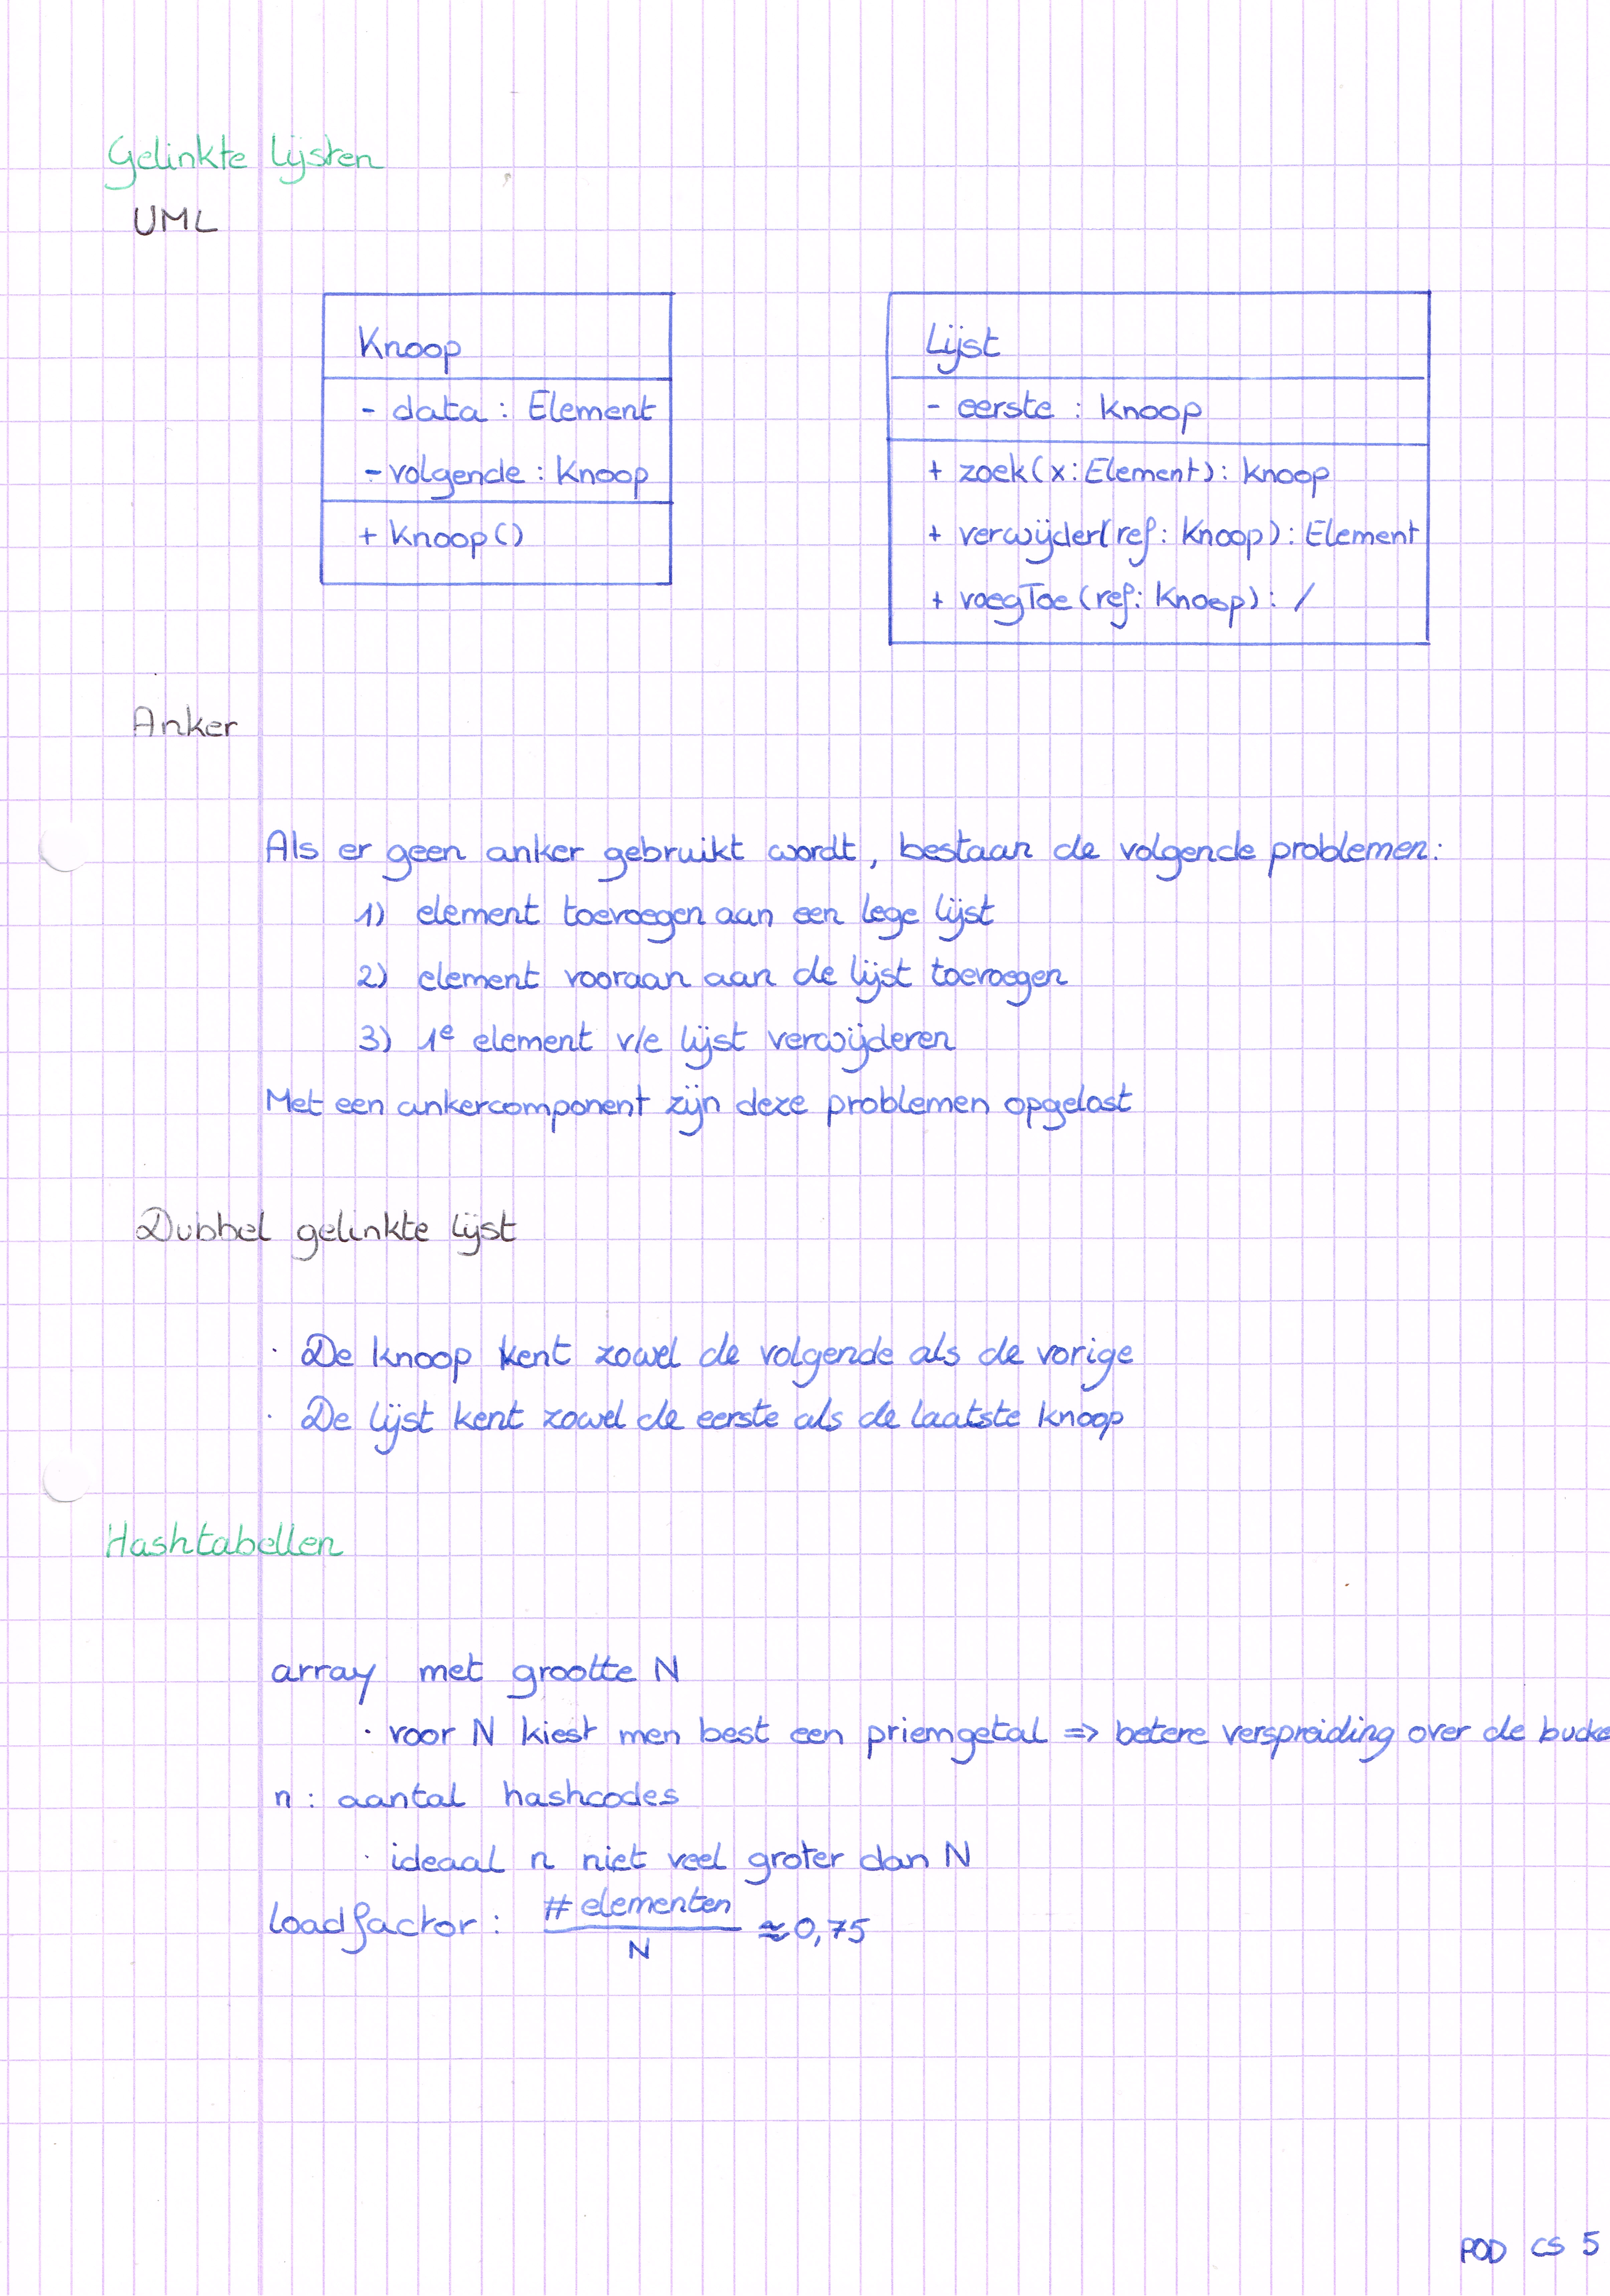 Gelinkte lijsten
UML
Knoop
- data : Element
- volgende : Knoop
+ Knoop()
Lijst
- eerste : knoop
+ zoek(x: Element) : knoop
+ verwijder(ref : Knoop) : Element
+ voegToe(ref: Knoop) : /
Anker
Als er geen anker gebruikt wordt, bestaan de volgende problemen:
1) element toevoegen aan een lege lijst
2) element vooraan aan de lijst toevoegen
3) 1e element v/e lijst verwijderen
Met een ankercomponent zijn deze problemen opgelost
Dubbel gelinkte lijst
· De knoop kent zowel de volgende als de vorige
· De lijst kent zowel de eerste als de laatste knoop
Hashtabellen
array met grootte N
· voor N kiest men best een priemgetal => betere verspreiding over de bucke
n : aantal hashcodes
· ideaal n niet veel groter dan N
loadfactor : # elementen / N ≈ 0,75
POD CS 5